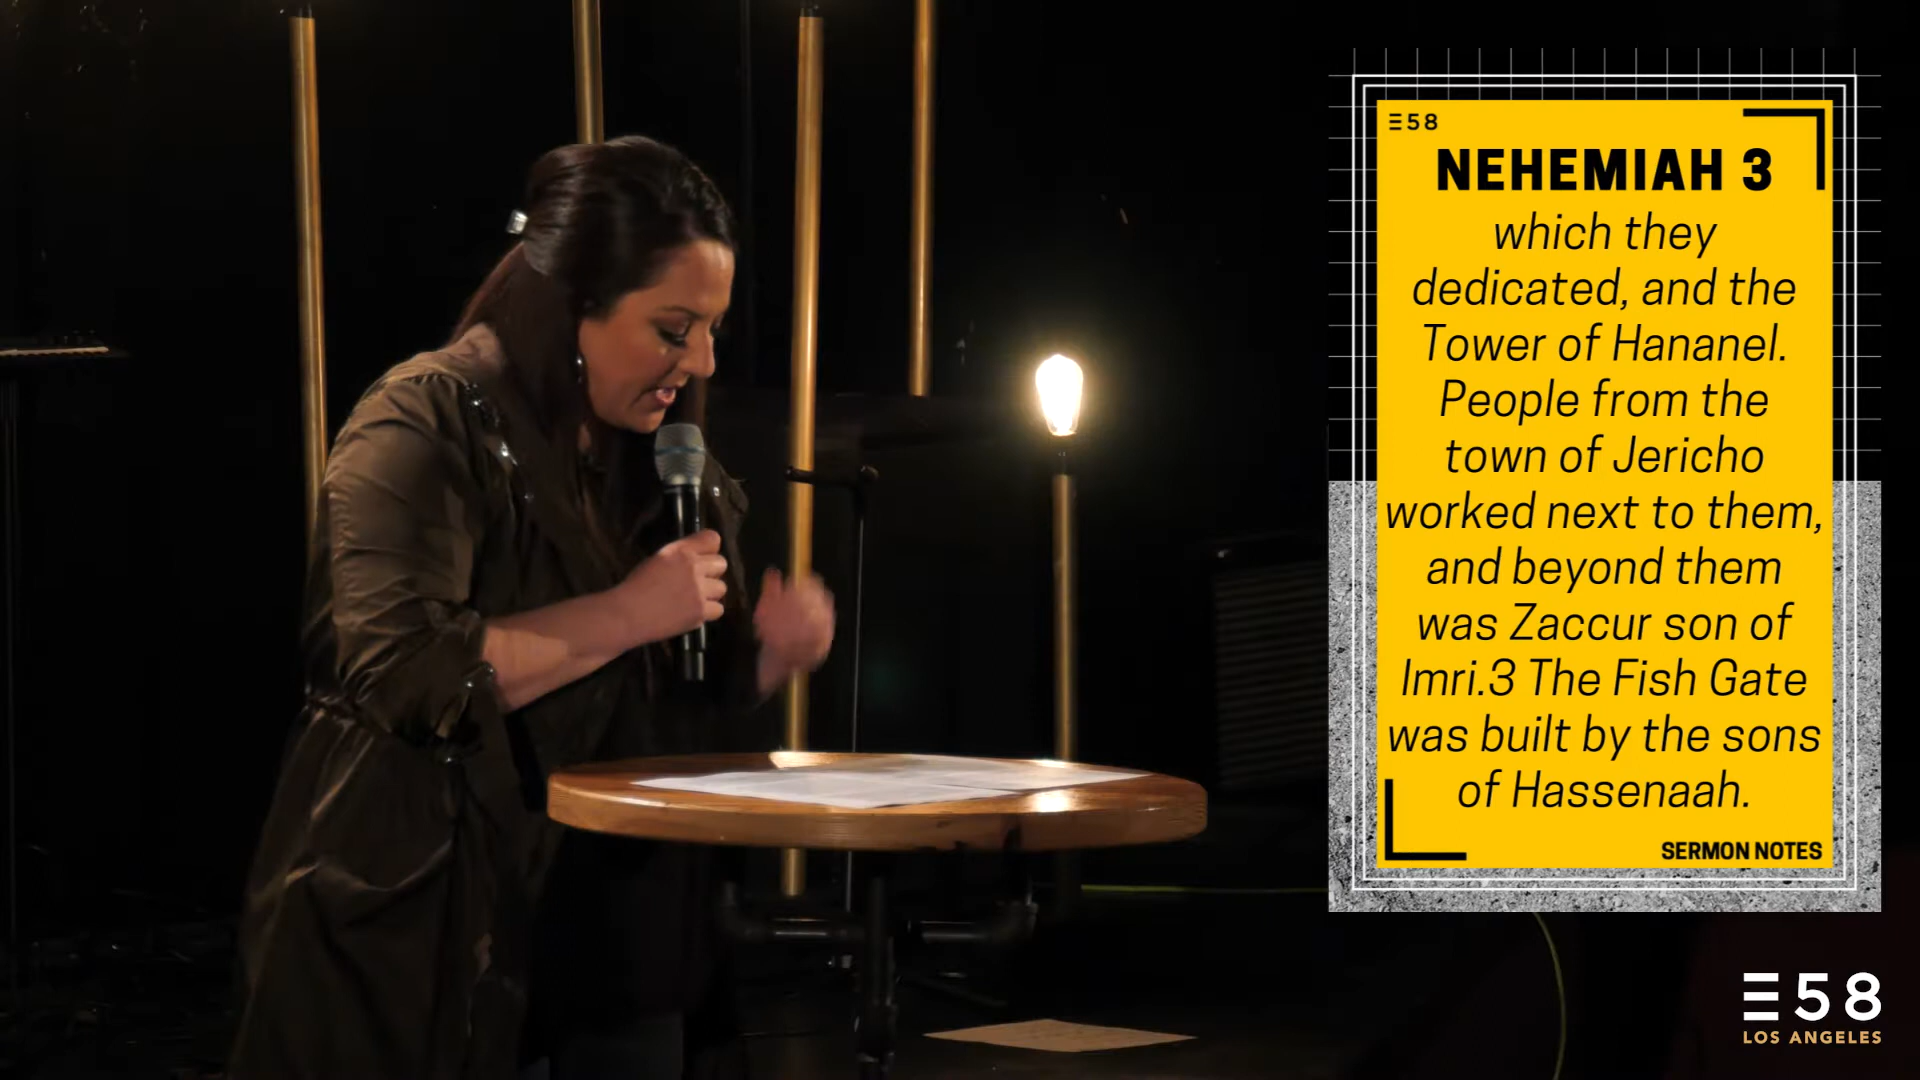 E58
NEHEMIAH 3
which they
dedicated, and the
Tower of Hananel.
People from the
town of Jericho
worked next to them,
and beyond them
was Zaccur son of
Imri.3 The Fish Gate
was built by the sons
of Hassenaah.
SERMON NOTES
E58
LOS ANGELES